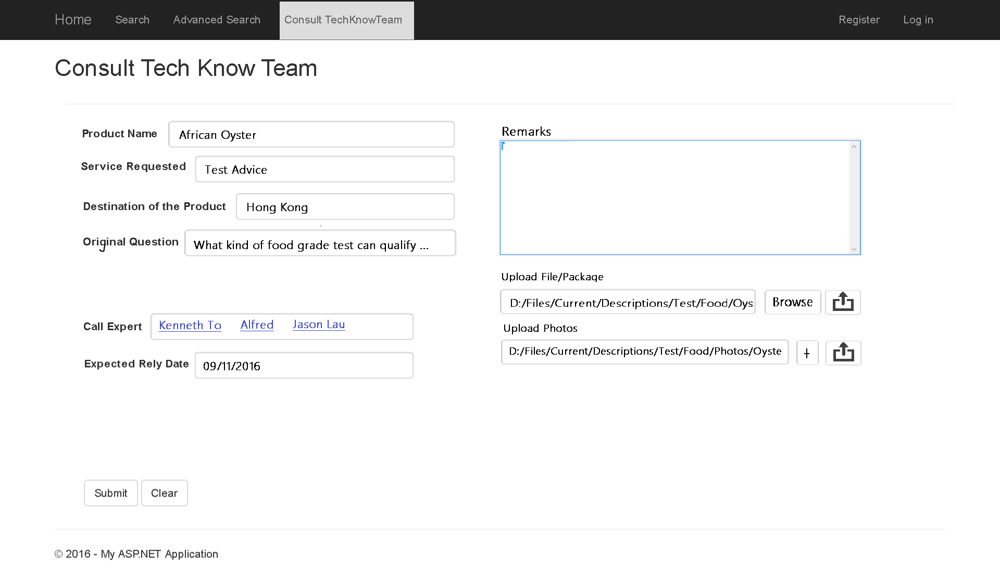 Home Search Advanced Search Consult TechKnowTeam Register Log in
Consult Tech Know Team
Product Name African Oyster
Service Requested Test Advice
Destination of the Product Hong Kong
Original Question What kind of food grade test can qualify ...
Call Expert Kenneth To Alfred Jason Lau
Expected Rely Date 09/11/2016
Remarks
Upload File/Package
D:/Files/Current/Descriptions/Test/Food/Oys Browse
Upload Photos
D:/Files/Current/Descriptions/Test/Food/Photos/Oyste +
Submit Clear
© 2016 - My ASP.NET Application